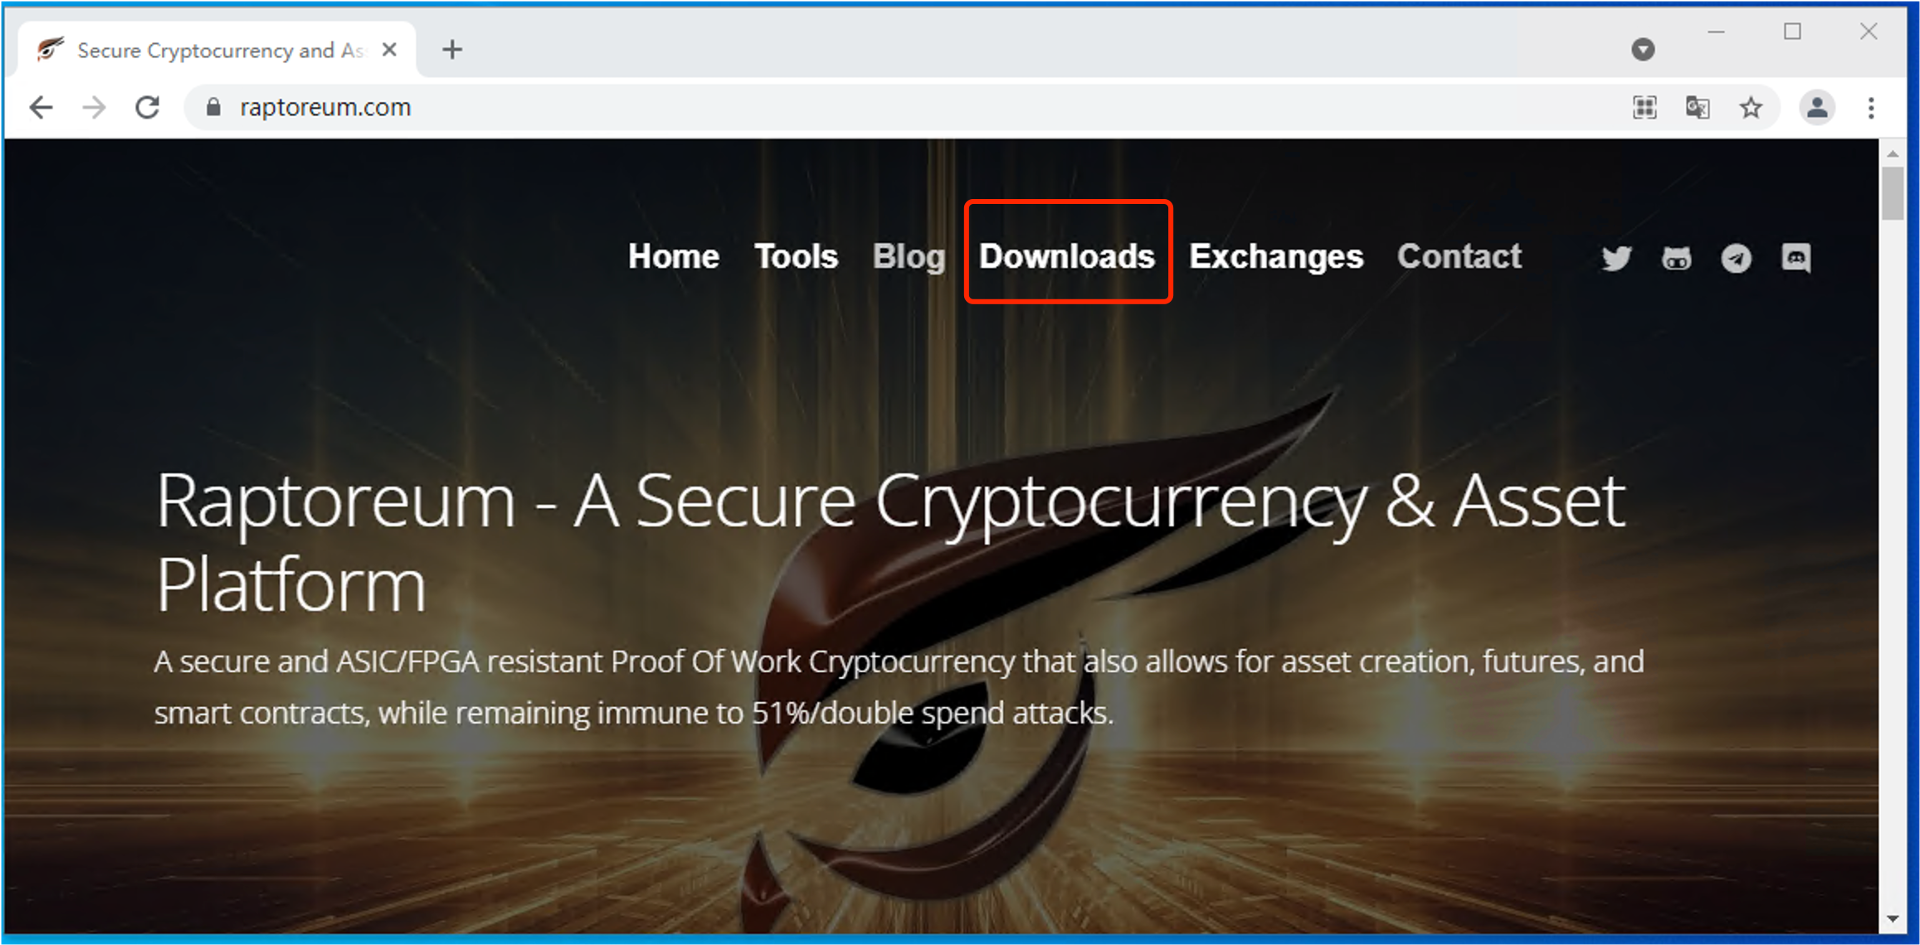 Secure Cryptocurrency and As
raptoreum.com
Home Tools Blog Downloads Exchanges Contact
Raptoreum - A Secure Cryptocurrency & Asset
Platform
A secure and ASIC/FPGA resistant Proof Of Work Cryptocurrency that also allows for asset creation, futures, and
smart contracts, while remaining immune to 51%/double spend attacks.